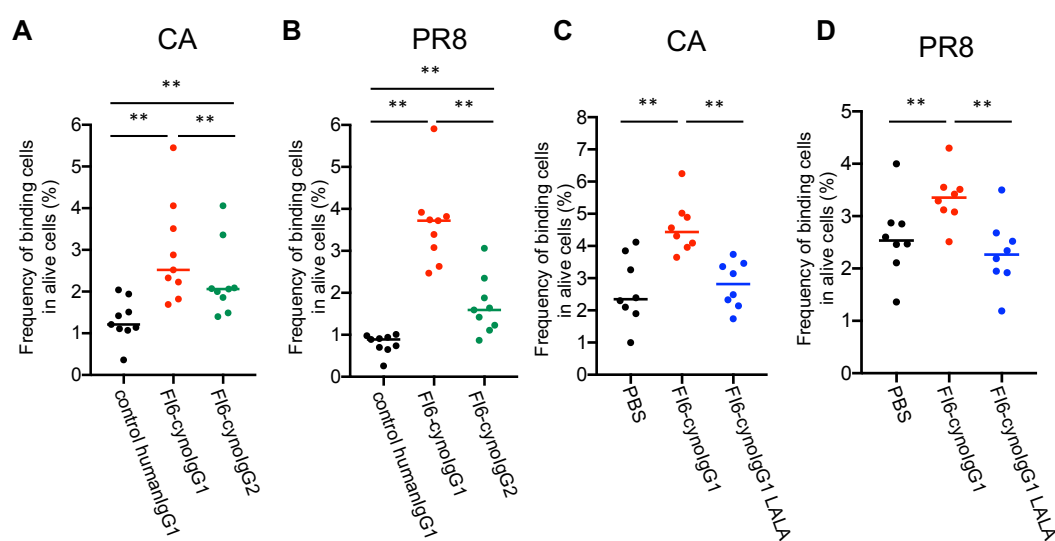 A
CA
**
**
**
Frequency of binding cells
in alive cells (%)
6
5
4
3
2
1
0
control humanIgG1
FI6-cynoIgG1
FI6-cynoIgG2
B
PR8
**
**
**
Frequency of binding cells
in alive cells (%)
6
5
4
3
2
1
0
control humanIgG1
FI6-cynoIgG1
FI6-cynoIgG2
C
CA
**
**
Frequency of binding cells
in alive cells (%)
8
7
6
5
4
3
2
1
0
PBS
FI6-cynoIgG1
FI6-cynoIgG1 LALA
D
PR8
**
**
Frequency of binding cells
in alive cells (%)
5
4
3
2
1
0
PBS
FI6-cynoIgG1
FI6-cynoIgG1 LALA